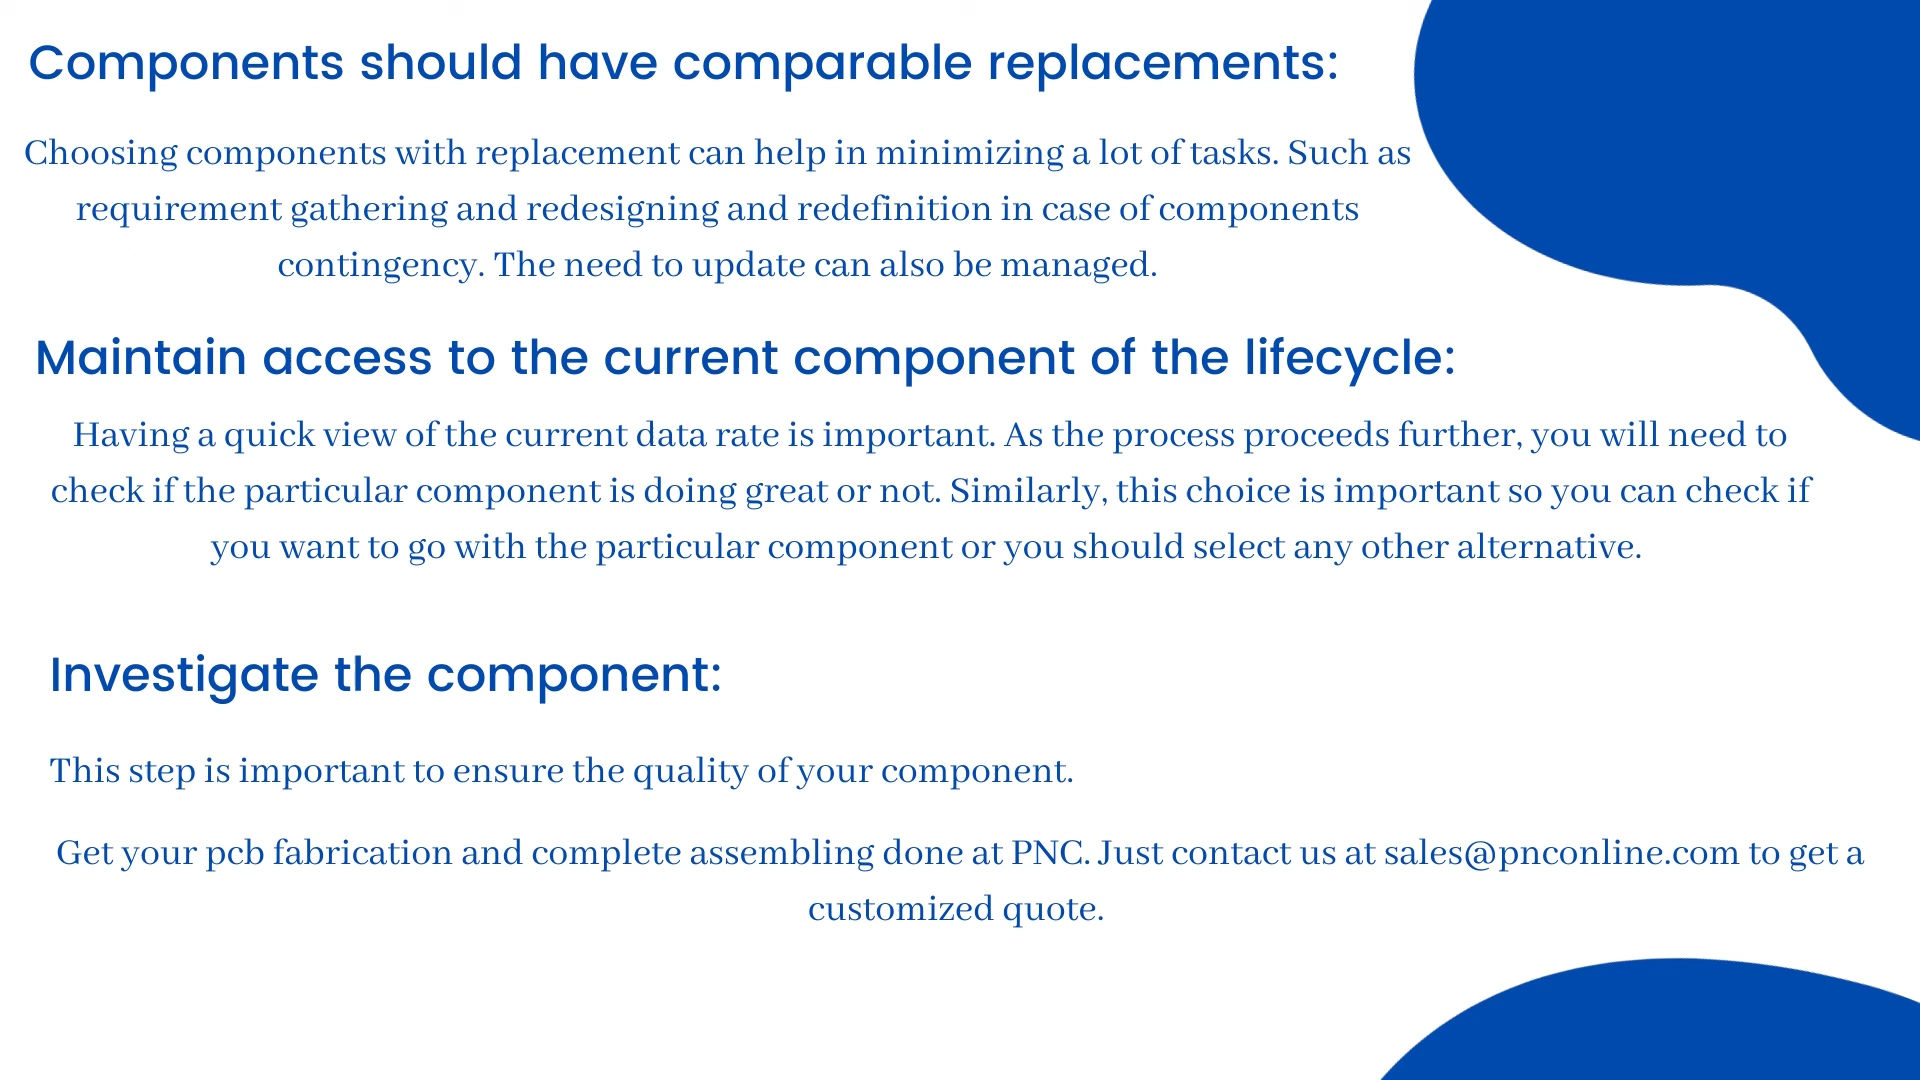 Components should have comparable replacements:
Choosing components with replacement can help in minimizing a lot of tasks. Such as
requirement gathering and redesigning and redefinition in case of components
contingency. The need to update can also be managed.
Maintain access to the current component of the lifecycle:
Having a quick view of the current data rate is important. As the process proceeds further, you will need to
check if the particular component is doing great or not. Similarly, this choice is important so you can check if
you want to go with the particular component or you should select any other alternative.
Investigate the component:
This step is important to ensure the quality of your component.
Get your pcb fabrication and complete assembling done at PNC. Just contact us at sales@pnconline.com to get a
customized quote.